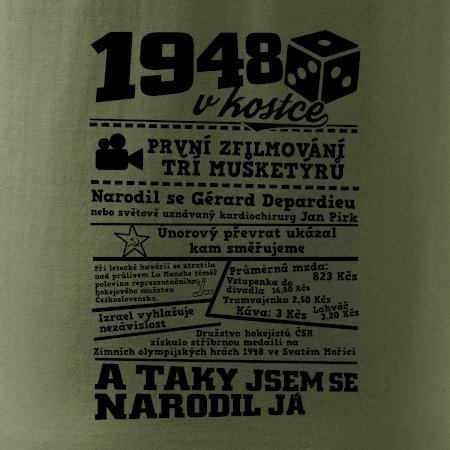 1948
v kostce
PRVNÍ ZFILMOVÁNÍ
TŘÍ MUŠKETÝRŮ
Narodil se Gérard Depardieu
nebo světově uznávaný kardiochirurg Jan Pirk
Únorový převrat ukázal
kam směřujeme
Při letecké havárii se ztratila
nad průlivem La Manche téměř
polovina reprezentačního
hokejového mužstva
Československa.
Průměrná mzda:
823 Kčs
Vstupenka do
divadla 16,80 Kčs
Tramvajenka 2,50 Kčs
Káva: 3 Kčs
Lahváč
3,20 Kčs
Izrael vyhlašuje
nezávislost
Družstvo hokejistů ČSR
získalo stříbrnou medaili na
Zimních olympijských hrách 1948 ve Svatém Mořici
A TAKY JSEM SE
NARODIL JÁ